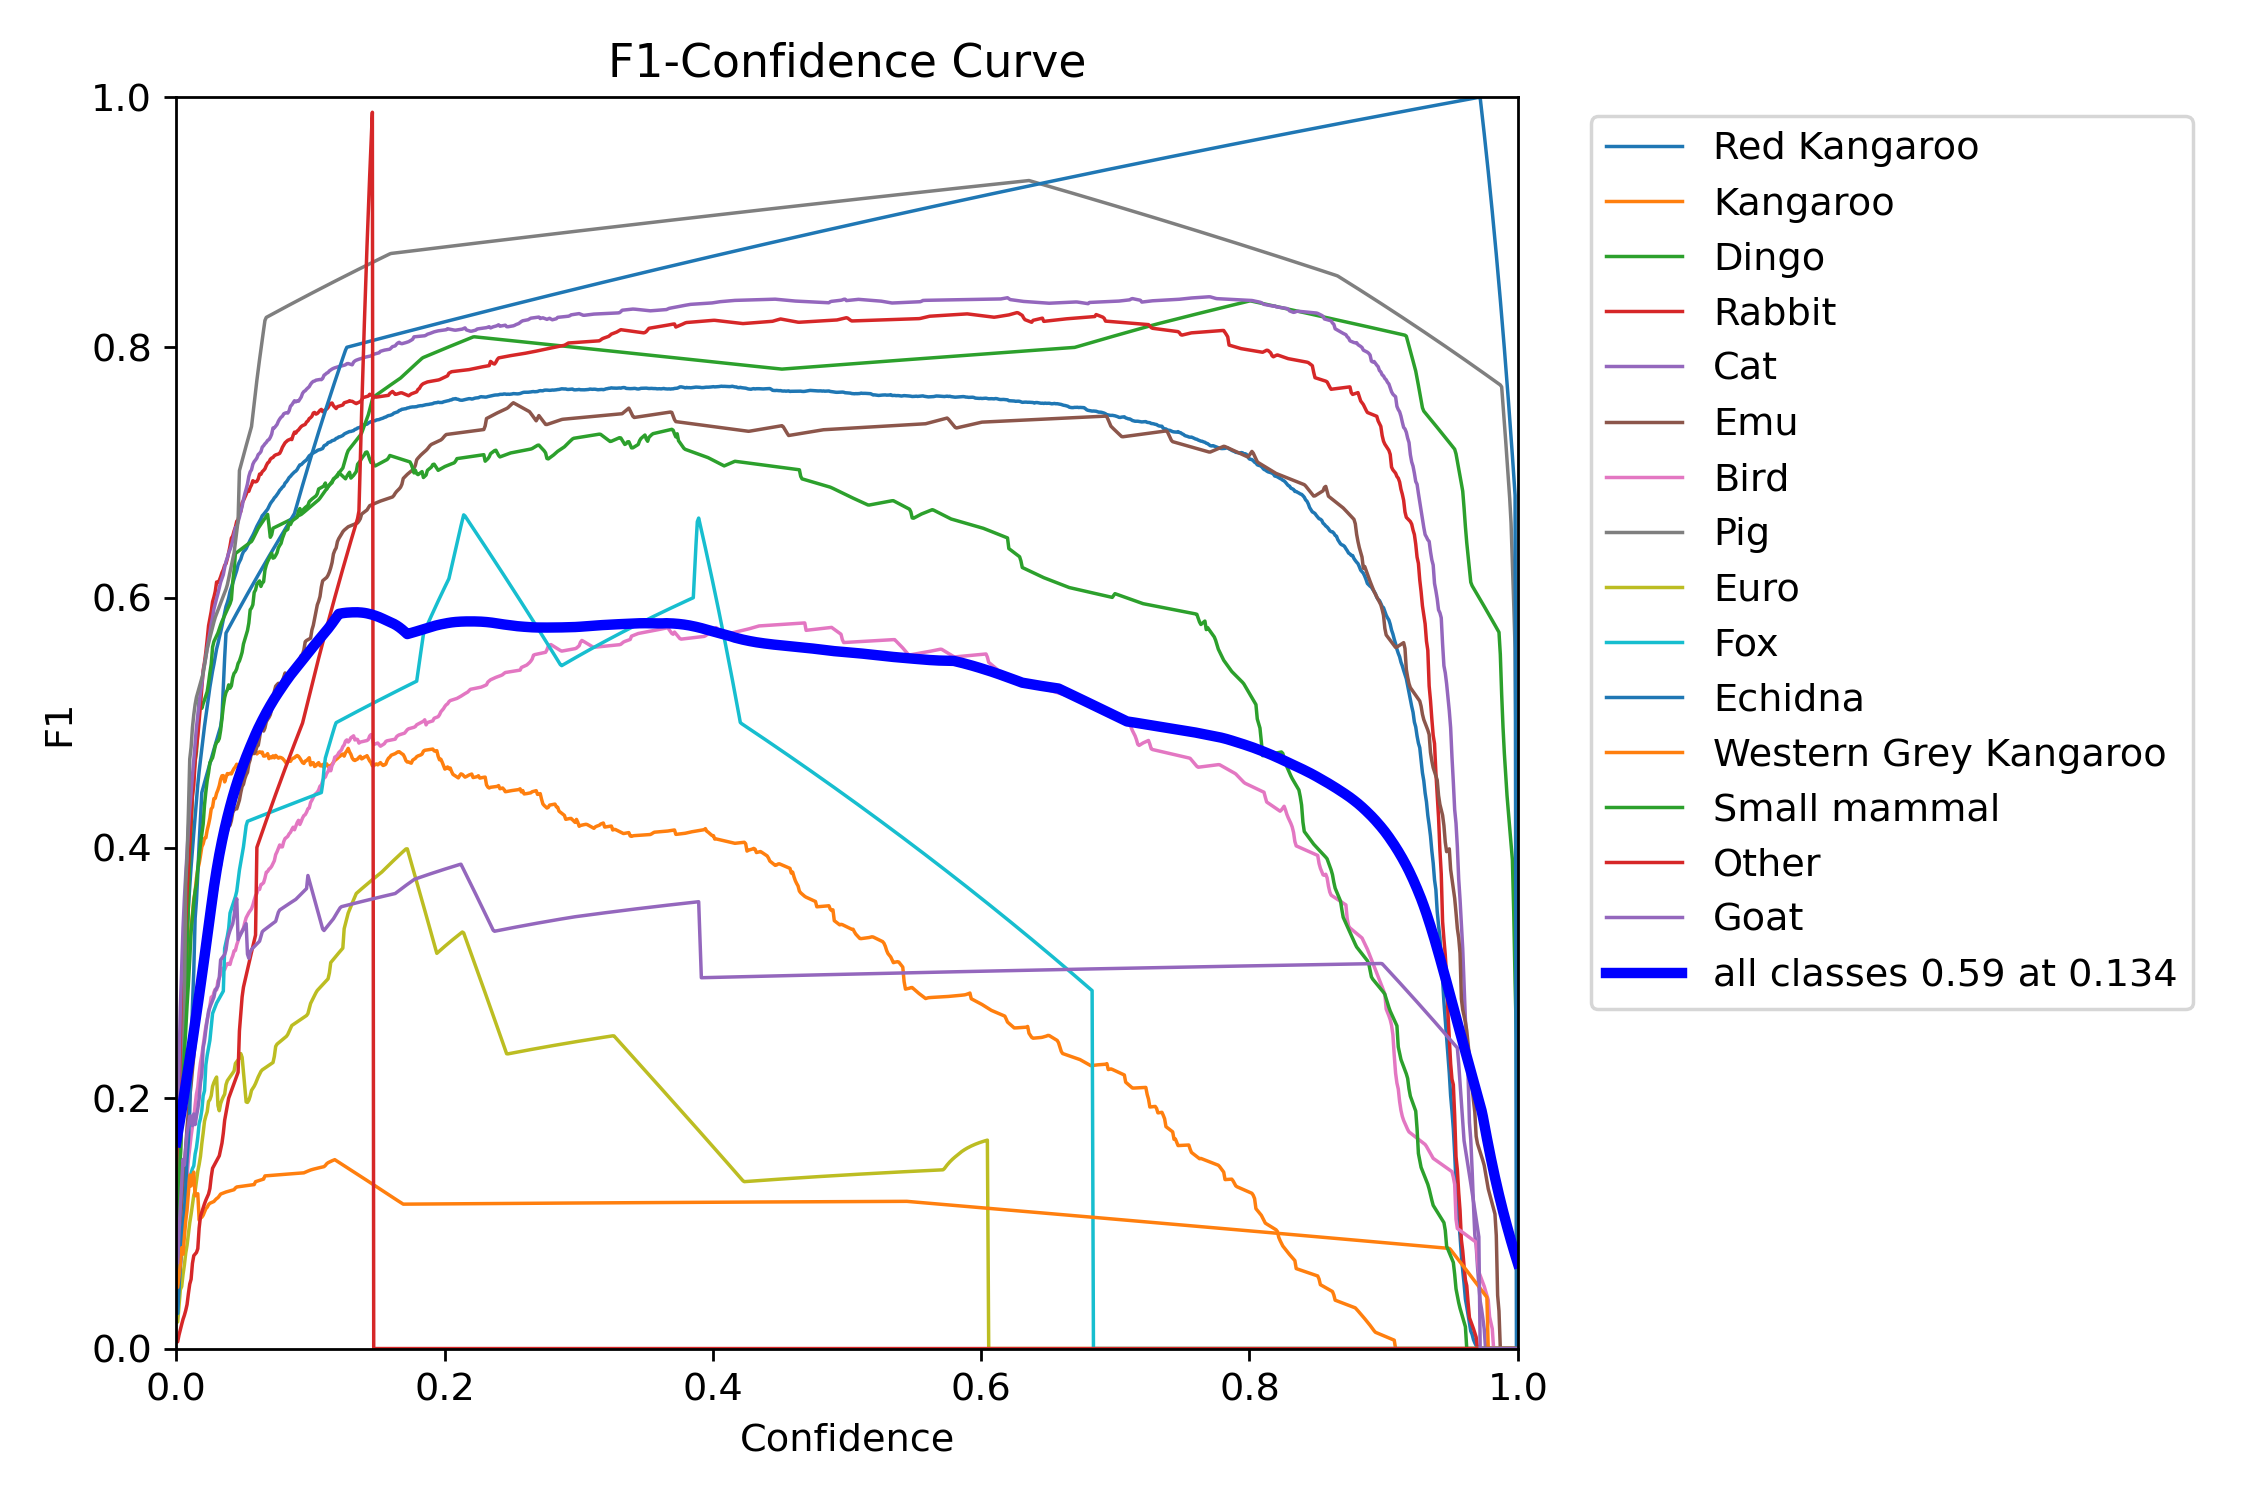 F1-Confidence Curve
1.0
0.8
0.6
0.4
0.2
0.0
F1
0.0 0.2 0.4 0.6 0.8 1.0
Confidence
Red Kangaroo
Kangaroo
Dingo
Rabbit
Cat
Emu
Bird
Pig
Euro
Fox
Echidna
Western Grey Kangaroo
Small mammal
Other
Goat
all classes 0.59 at 0.134